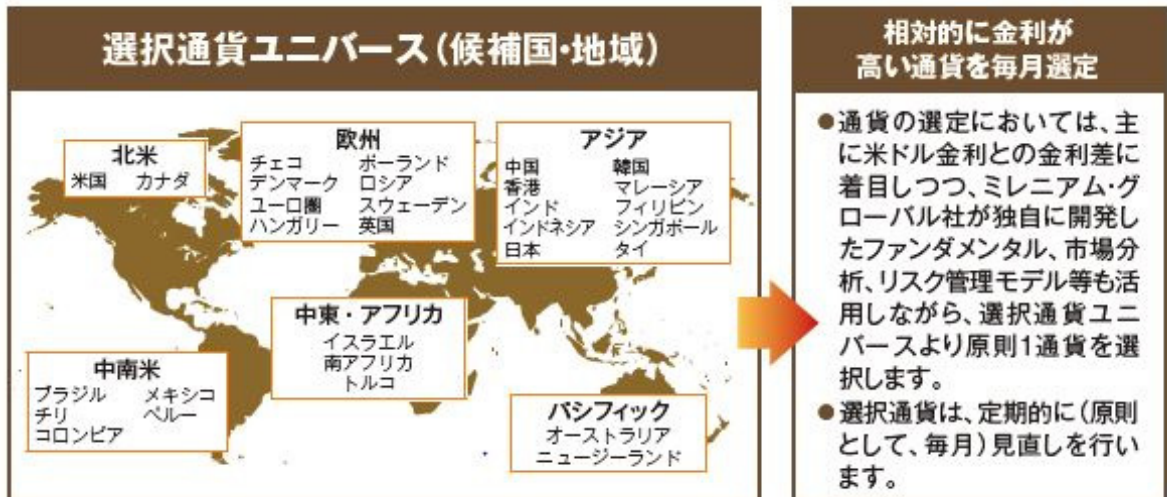 選択通貨ユニバース（候補国・地域）
北米
米国 カナダ
欧州
チェコ ポーランド
デンマーク ロシア
ユーロ圏 スウェーデン
ハンガリー 英国
アジア
中国 韓国
香港 マレーシア
インド フィリピン
インドネシア シンガポール
日本 タイ
中東・アフリカ
イスラエル
南アフリカ
トルコ
中南米
ブラジル メキシコ
チリ ペルー
コロンビア
パシフィック
オーストラリア
ニュージーランド
相対的に金利が
高い通貨を毎月選定
●通貨の選定においては、主
に米ドル金利との金利差に
着目しつつ、ミレニアム・グ
ローバル社が独自に開発し
たファンダメンタル、市場分
析、リスク管理モデル等も活
用しながら、選択通貨ユニ
バースより原則1通貨を選
択します。
●選択通貨は、定期的に（原則
として、毎月）見直しを行い
ます。